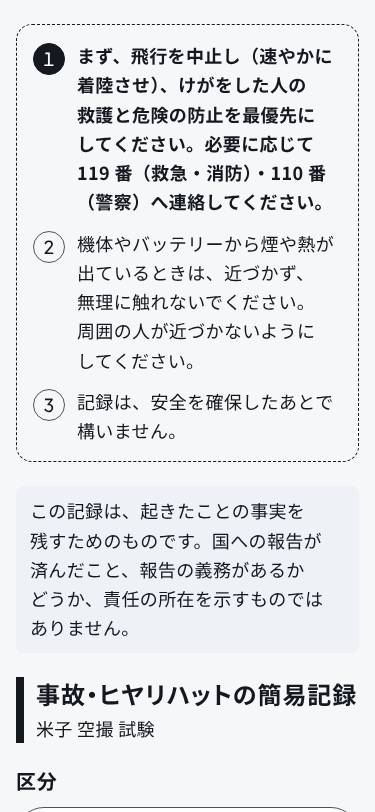 1 まず、飛行を中止し（速やかに
着陸させ）、けがをした人の
救護と危険の防止を最優先に
してください。必要に応じて
119 番（救急・消防）・110 番
（警察）へ連絡してください。
2 機体やバッテリーから煙や熱が
出ているときは、近づかず、
無理に触れないでください。
周囲の人が近づかないように
してください。
3 記録は、安全を確保したあとで
構いません。
この記録は、起きたことの事実を
残すためのものです。国への報告が
済んだこと、報告の義務があるか
どうか、責任の所在を示すものでは
ありません。
事故・ヒヤリハットの簡易記録
米子 空撮 試験
区分